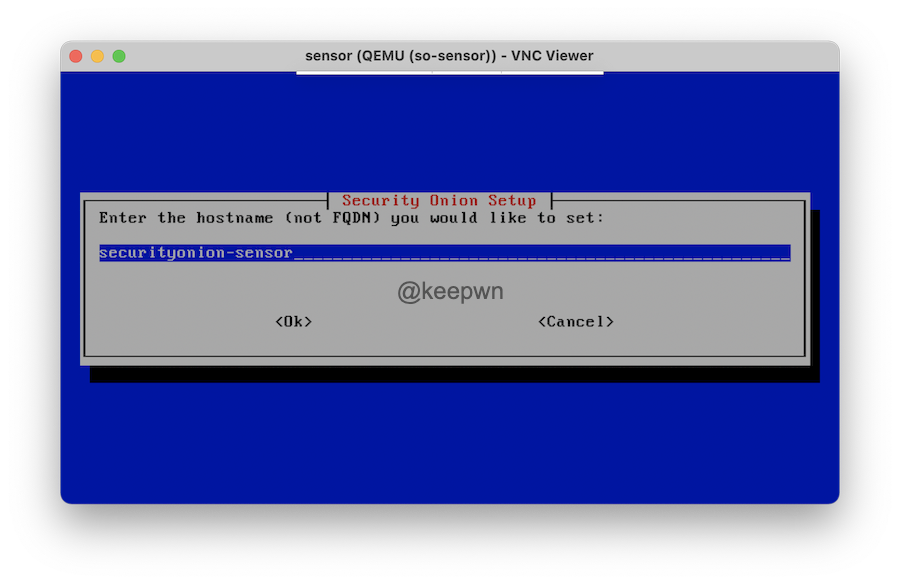 sensor (QEMU (so-sensor)) - VNC Viewer
Security Onion Setup
Enter the hostname (not FQDN) you would like to set:
securityonion-sensor
@keepwn
<Ok> <Cancel>